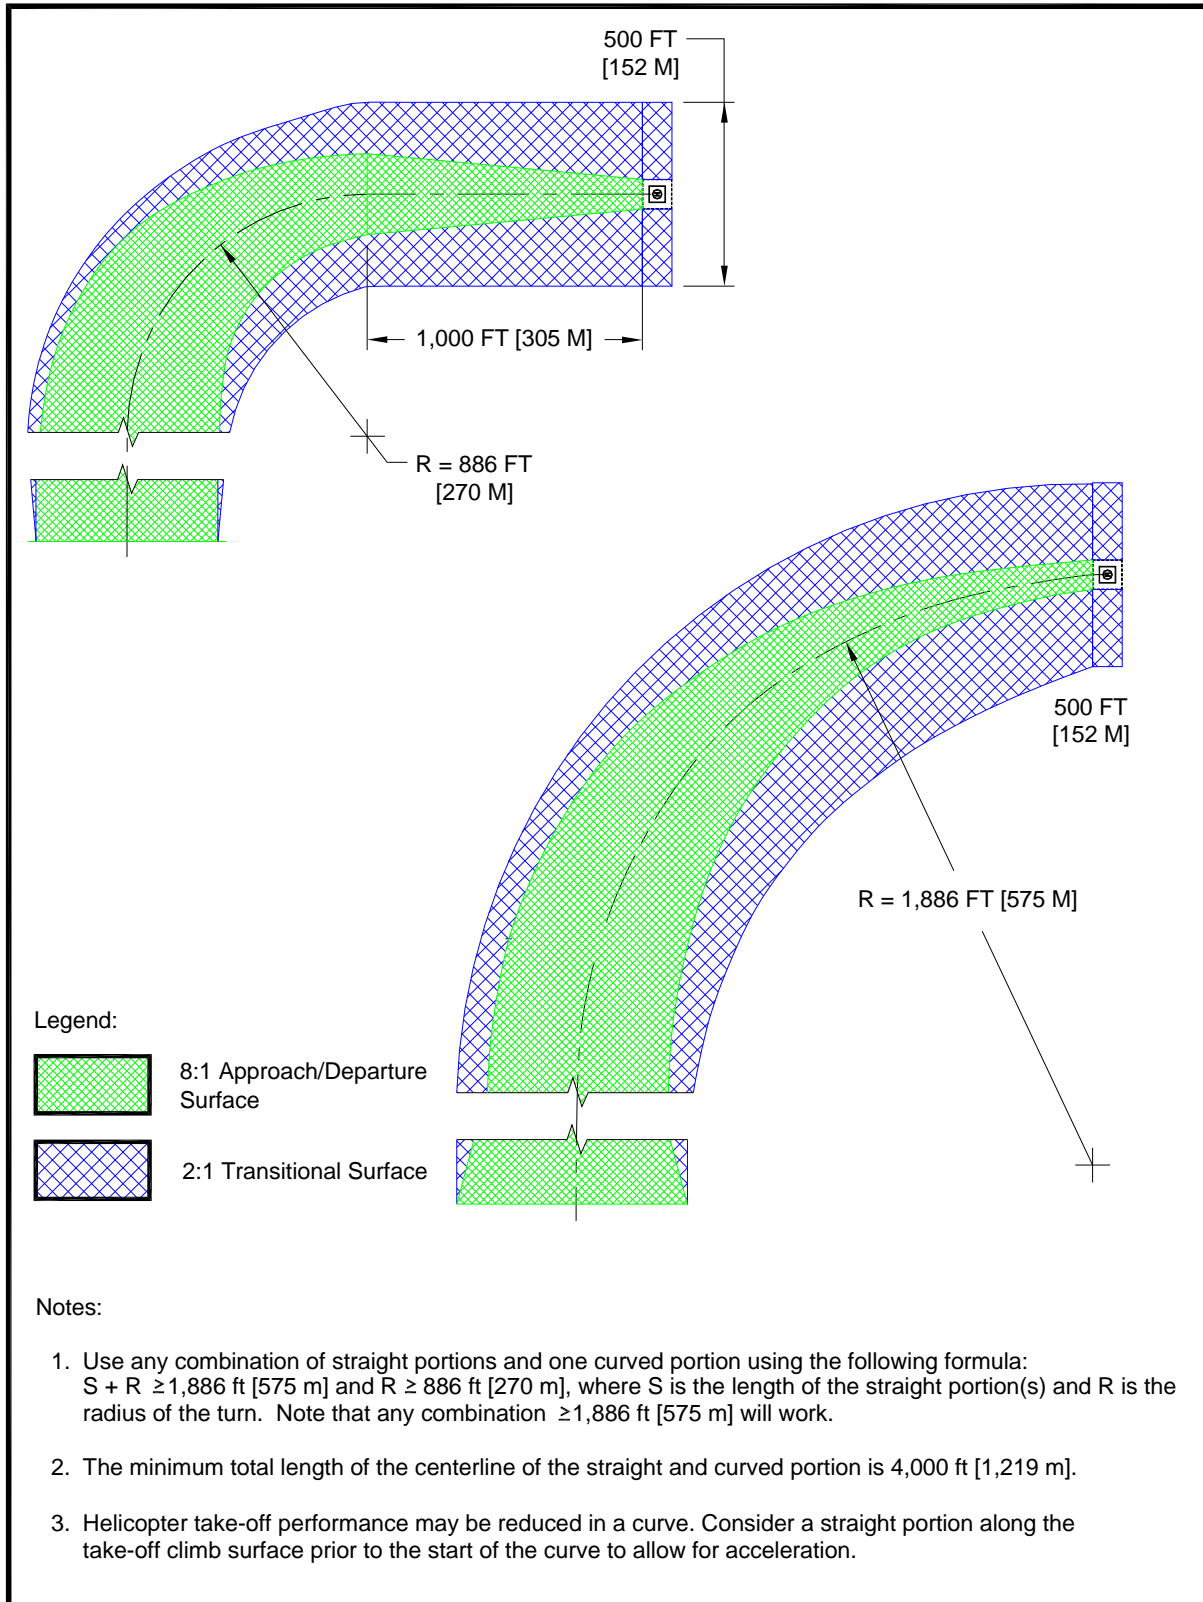 500 FT
[152 M]
1,000 FT [305 M]
R = 886 FT
[270 M]
500 FT
[152 M]
R = 1,886 FT [575 M]
Legend:
8:1 Approach/Departure
Surface
2:1 Transitional Surface
Notes:
1. Use any combination of straight portions and one curved portion using the following formula:
S + R ≥1,886 ft [575 m] and R ≥ 886 ft [270 m], where S is the length of the straight portion(s) and R is the
radius of the turn. Note that any combination ≥1,886 ft [575 m] will work.
2. The minimum total length of the centerline of the straight and curved portion is 4,000 ft [1,219 m].
3. Helicopter take-off performance may be reduced in a curve. Consider a straight portion along the
take-off climb surface prior to the start of the curve to allow for acceleration.